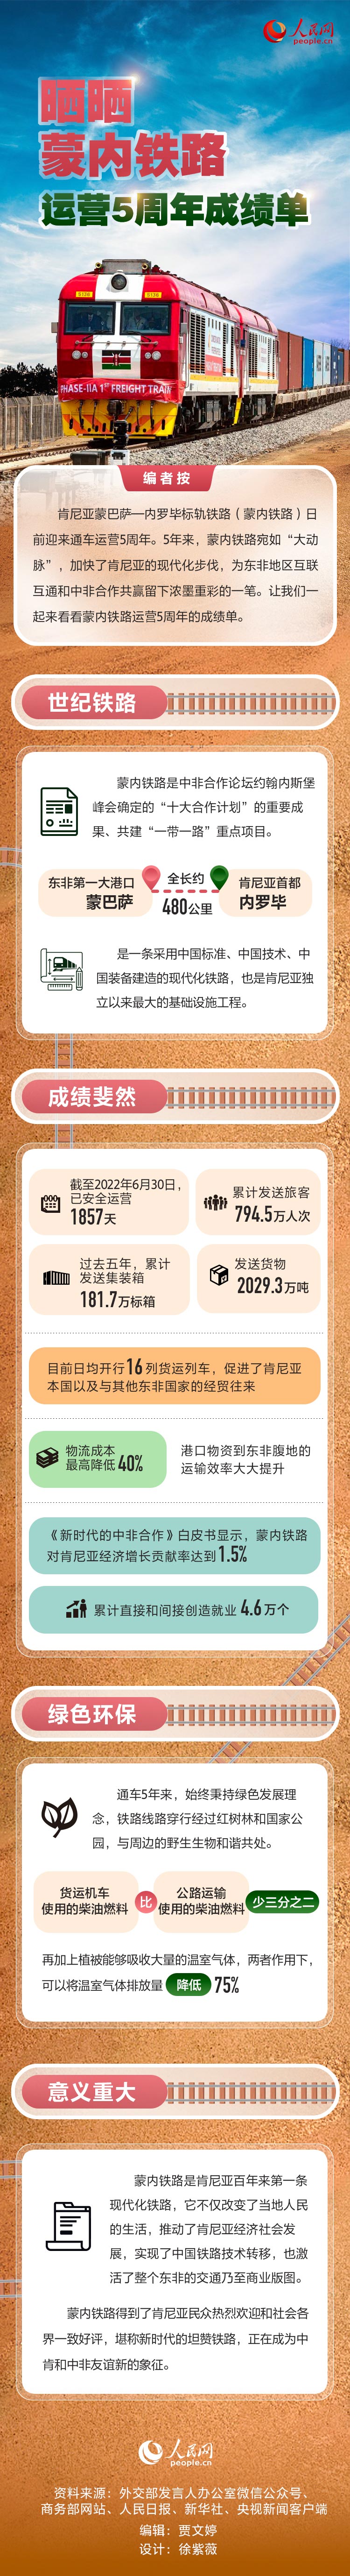 人民网
people.cn
晒晒
蒙内铁路
运营5周年成绩单
5136
5136
PHASE-11A 1ST FREIGHT TRAIN
编者按
肯尼亚蒙巴萨—内罗毕标轨铁路（蒙内铁路）日
前迎来通车运营5周年。5年来，蒙内铁路宛如“大动
脉”，加快了肯尼亚的现代化步伐，为东非地区互联
互通和中非合作共赢留下浓墨重彩的一笔。让我们一
起来看看蒙内铁路运营5周年的成绩单。
世纪铁路
蒙内铁路是中非合作论坛约翰内斯堡
峰会确定的“十大合作计划”的重要成
果、共建“一带一路”重点项目。
东非第一大港口
蒙巴萨
全长约
480公里
肯尼亚首都
内罗毕
是一条采用中国标准、中国技术、中
国装备建造的现代化铁路，也是肯尼亚独
立以来最大的基础设施工程。
成绩斐然
截至2022年6月30日，
已安全运营
1857天
累计发送旅客
794.5万人次
过去五年，累计
发送集装箱
181.7万标箱
发送货物
2029.3万吨
目前日均开行16列货运列车，促进了肯尼亚
本国以及与其他东非国家的经贸往来
物流成本
最高降低40%
港口物资到东非腹地的
运输效率大大提升
《新时代的中非合作》白皮书显示，蒙内铁路
对肯尼亚经济增长贡献率达到1.5%
累计直接和间接创造就业4.6万个
绿色环保
通车5年来，始终秉持绿色发展理
念，铁路线路穿行经过红树林和国家公
园，与周边的野生生物和谐共处。
货运机车
使用的柴油燃料
比
公路运输
使用的柴油燃料
少三分之二
再加上植被能够吸收大量的温室气体，两者作用下，
可以将温室气体排放量 降低 75%
意义重大
蒙内铁路是肯尼亚百年来第一条
现代化铁路，它不仅改变了当地人民
的生活，推动了肯尼亚经济社会发
展，实现了中国铁路技术转移，也激
活了整个东非的交通乃至商业版图。
蒙内铁路得到了肯尼亚民众热烈欢迎和社会各
界一致好评，堪称新时代的坦赞铁路，正在成为中
肯和中非友谊新的象征。
人民网
people.cn
资料来源：外交部发言人办公室微信公众号、
商务部网站、人民日报、新华社、央视新闻客户端
编辑：贾文婷
设计：徐紫薇